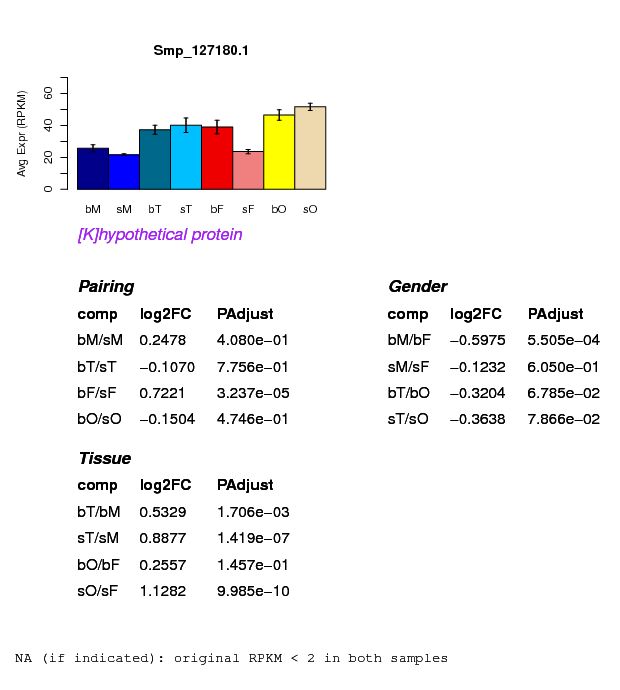 Smp_127180.1
Avg Expr (RPKM)
0 20 40 60
bM sM bT sT bF sF bO sO
[K]hypothetical protein
Pairing
comp log2FC PAdjust
bM/sM 0.2478 4.080e−01
bT/sT −0.1070 7.756e−01
bF/sF 0.7221 3.237e−05
bO/sO −0.1504 4.746e−01
Gender
comp log2FC PAdjust
bM/bF −0.5975 5.505e−04
sM/sF −0.1232 6.050e−01
bT/bO −0.3204 6.785e−02
sT/sO −0.3638 7.866e−02
Tissue
comp log2FC PAdjust
bT/bM 0.5329 1.706e−03
sT/sM 0.8877 1.419e−07
bO/bF 0.2557 1.457e−01
sO/sF 1.1282 9.985e−10
NA (if indicated): original RPKM < 2 in both samples